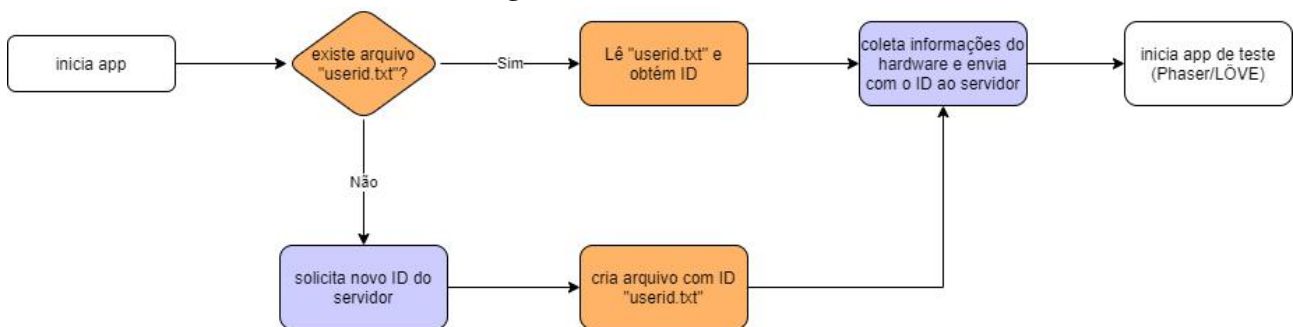 inicia app
existe arquivo
"userid.txt"?
Sim
Lê "userid.txt" e
obtém ID
coleta informações do
hardware e envia
com o ID ao servidor
inicia app de teste
(Phaser/LÖVE)
Não
solicita novo ID do
servidor
cria arquivo com ID
"userid.txt"